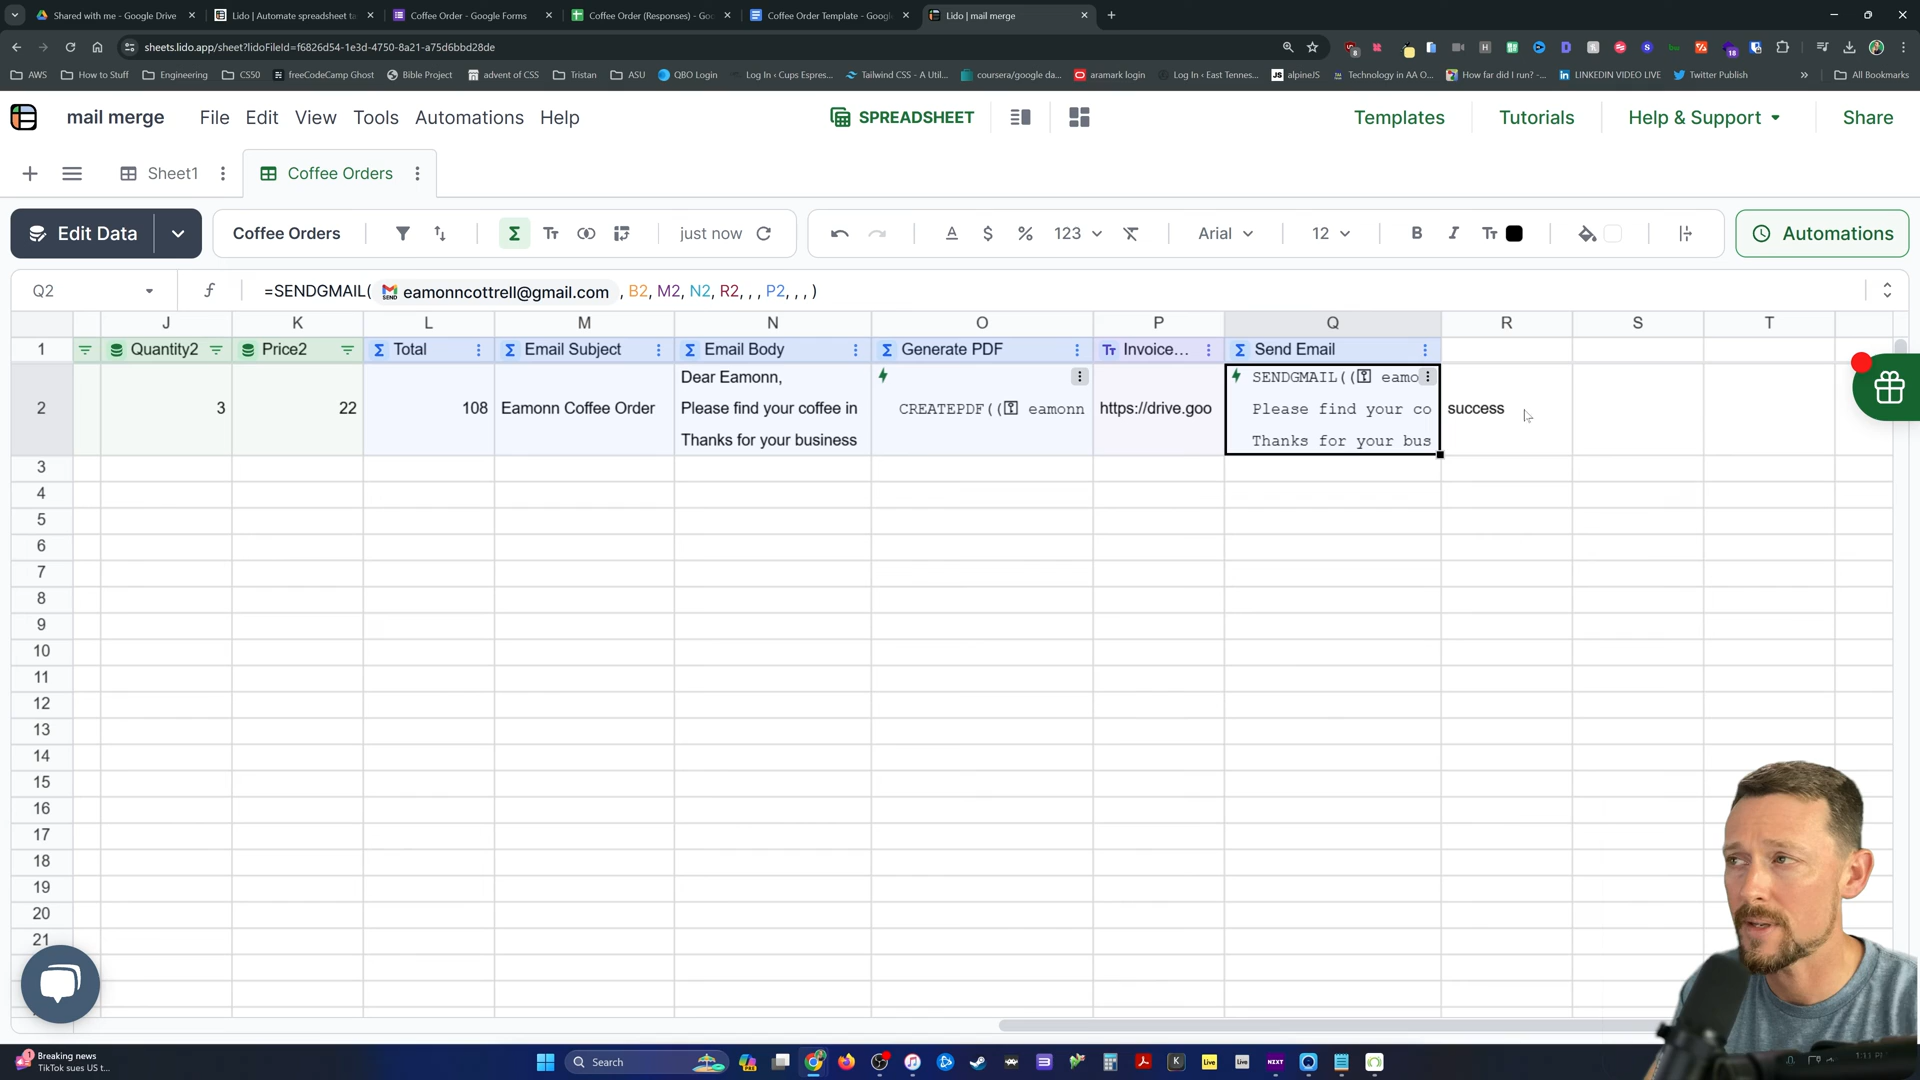 Shared with me - Google Drive
Lido | Automate spreadsheet ta
Coffee Order - Google Forms
Coffee Order (Responses) - Goo
Coffee Order Template - Google
Lido | mail merge
sheets.lido.app/sheet?lidoFileId=f6826d54-1e3d-4750-8a21-a75d6bbd28de
AWS
How to Stuff
Engineering
CS50
freeCodeCamp Ghost
Bible Project
advent of CSS
Tristan
ASU
QBO Login
Log In ‹ Cups Espres...
Tailwind CSS - A Util...
coursera/google da...
aramark login
Log In ‹ East Tennes...
JS alpineJS
Technology in AA O...
How far did I run? -...
LINKEDIN VIDEO LIVE
Twitter Publish
»
All Bookmarks
mail merge
File Edit View Tools Automations Help
SPREADSHEET
Templates
Tutorials
Help & Support
Share
Sheet1
Coffee Orders
Edit Data
Coffee Orders
just now
$ % 123
Arial
12
B I
Automations
Q2
=SENDGMAIL( eamonncottrell@gmail.com , B2, M2, N2, R2, , , P2, , , )
J K L M N O P Q R S T
1 Quantity2 Price2 Total Email Subject Email Body Generate PDF Invoice... Send Email
Dear Eamonn,
SENDGMAIL(( eamo
2 3 22 108 Eamonn Coffee Order Please find your coffee in CREATEPDF(( eamonn https://drive.goo Please find your co success
Thanks for your business
Thanks for your bus
3
4
5
6
7
8
9
10
11
12
13
14
15
16
17
18
19
20
21
Breaking news
TikTok sues US t...
Search
1:11 PM